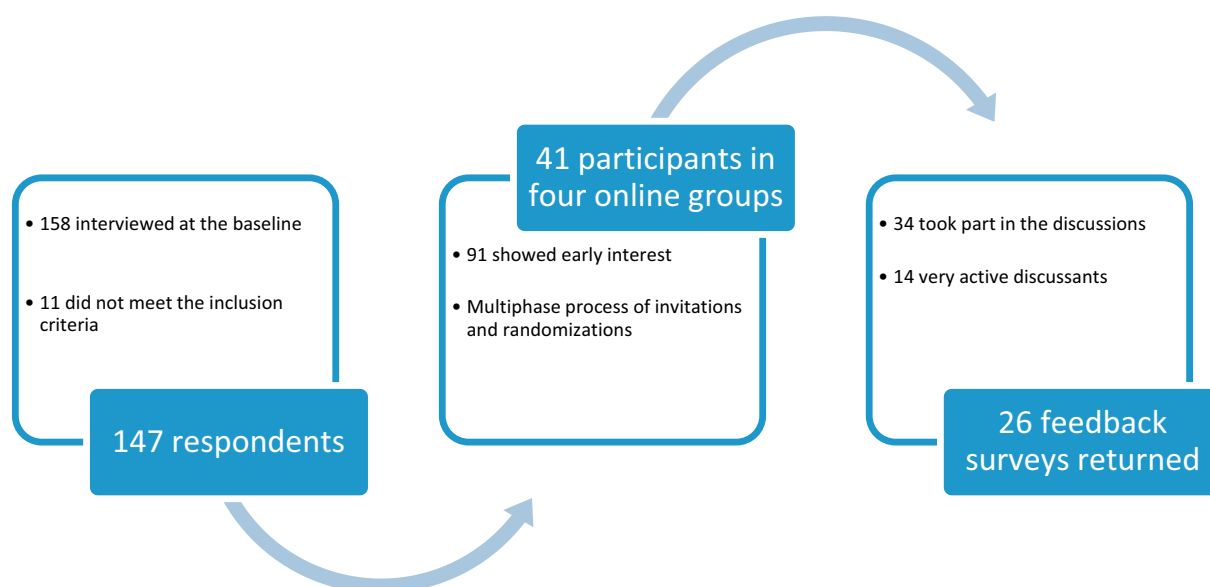 • 158 interviewed at the baseline
• 11 did not meet the inclusion
criteria
147 respondents
41 participants in
four online groups
• 91 showed early interest
• Multiphase process of invitations
and randomizations
• 34 took part in the discussions
• 14 very active discussants
26 feedback
surveys returned